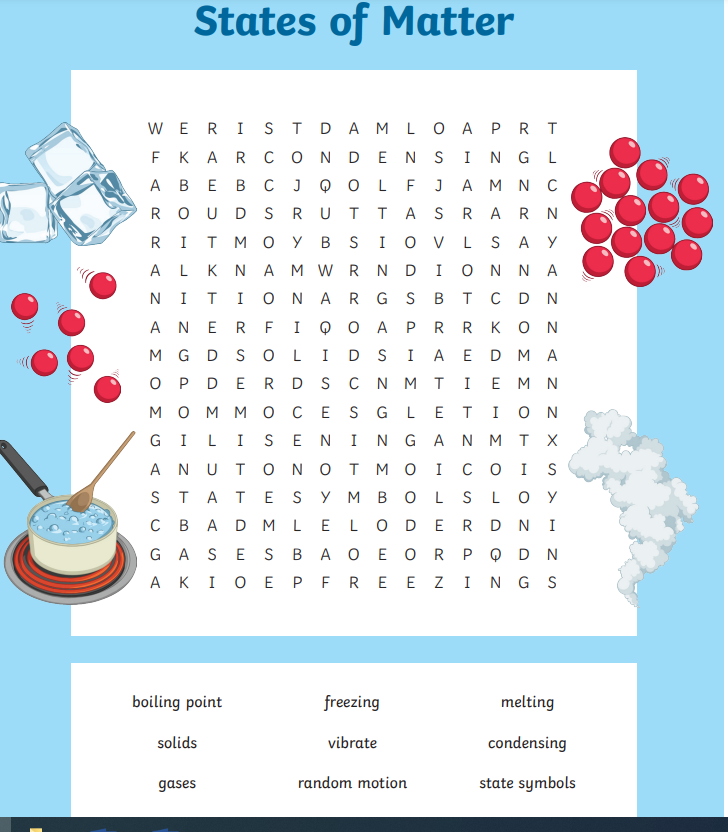 States of Matter
W E R I S T D A M L O A P R T
F K A R C O N D E N S I N G L
A B E B C J Q O L F J A M N C
R O U D S R U T T A S R A R N
R I T M O Y B S I O V L S A Y
A L K N A M W R N D I O N N A
N I T I O N A R G S B T C D N
A N E R F I Q O A P R R K O N
M G D S O L I D S I A E D M A
O P D E R D S C N M T I E M N
M O M M O C E S G L E T I O N
G I L I S E N I N G A N M T X
A N U T O N O T M O I C O I S
S T A T E S Y M B O L S L O Y
C B A D M L E L O D E R D N I
G A S E S B A O E O R P Q D N
A K I O E P F R E E Z I N G S
boiling point freezing melting
solids vibrate condensing
gases random motion state symbols